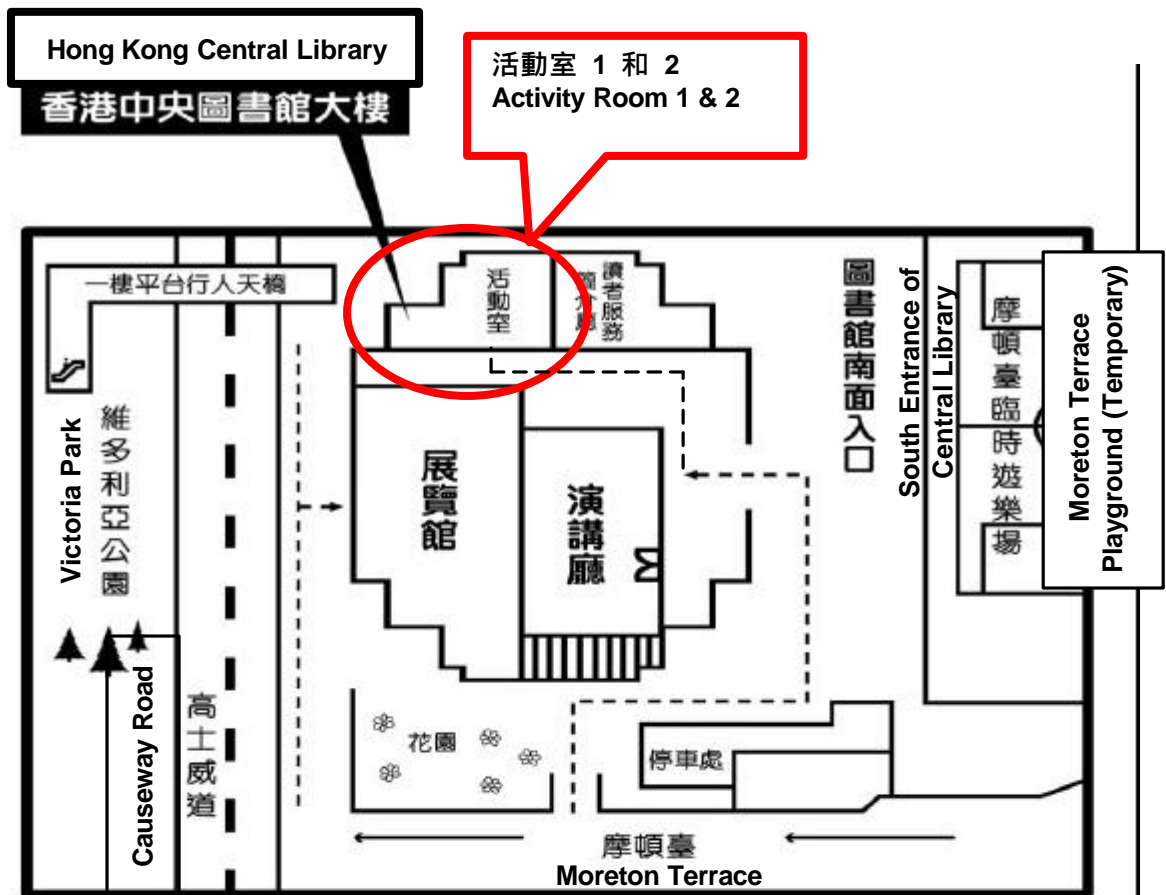 Hong Kong Central Library
香港中央圖書館大樓
活動室 1 和 2
Activity Room 1 & 2
一樓平台行人天橋
活動室
讀者服務
簡介廳
圖書館南面入口
South Entrance of
Central Library
摩頓臺臨時遊樂場
Moreton Terrace
Playground (Temporary)
Victoria Park
維多利亞公園
展覽館
演講廳
Causeway Road
高士威道
花園
停車處
摩頓臺
Moreton Terrace